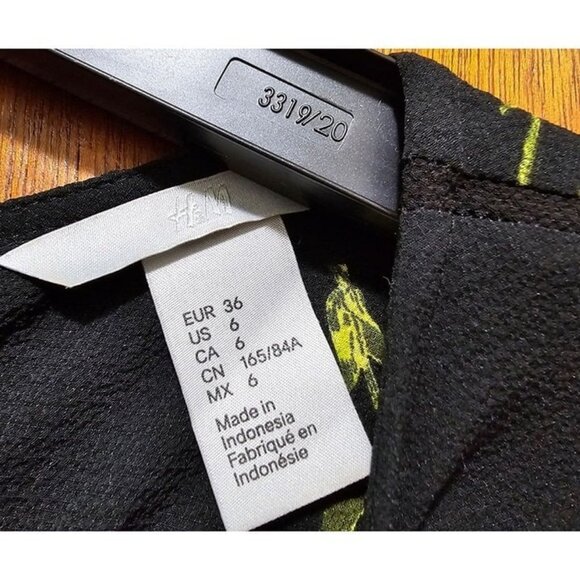 3319/20
H&M
EUR 36
US 6
CA 6
CN 165/84A
MX 6
Made in
Indonesia
Fabriqué en
Indonésie